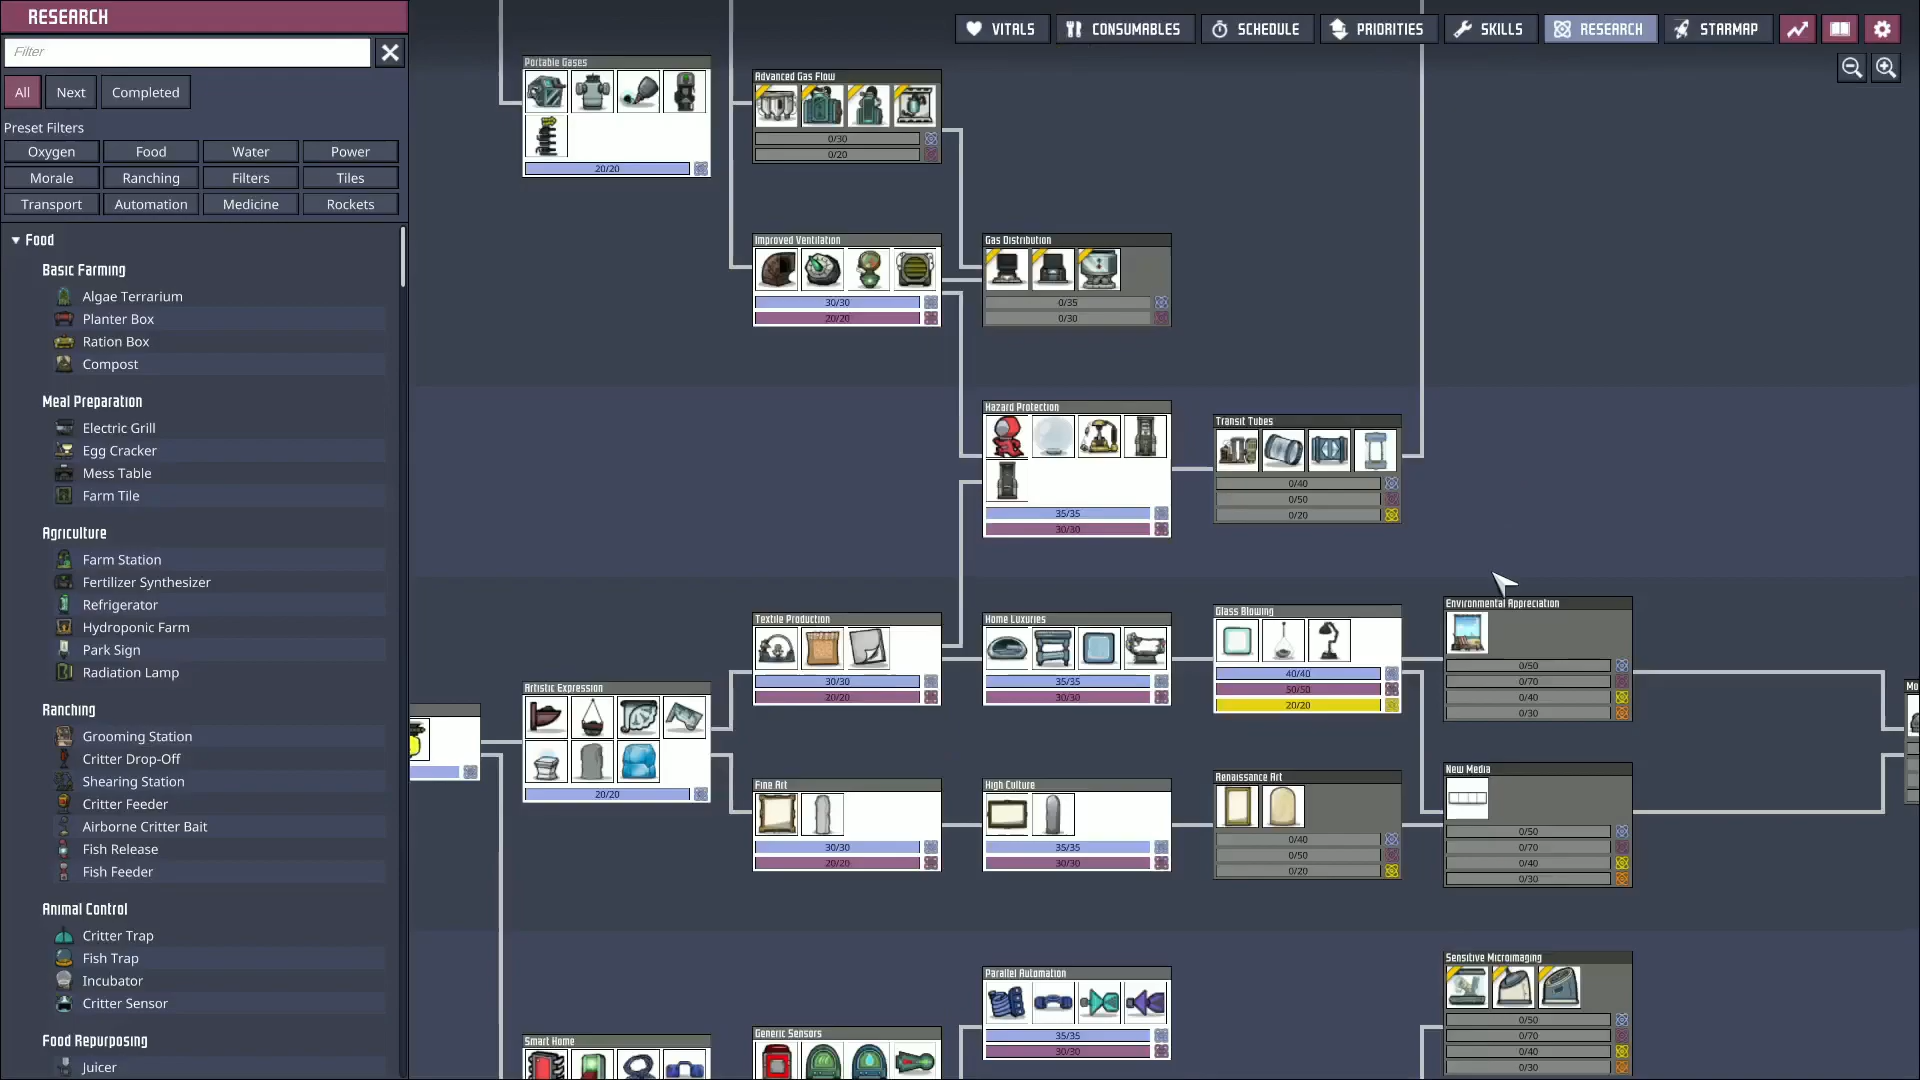 RESEARCH
Filter
All
Next
Completed
Preset Filters
Oxygen
Food
Water
Power
Morale
Ranching
Filters
Tiles
Transport
Automation
Medicine
Rockets
Food
Basic Farming
Algae Terrarium
Planter Box
Ration Box
Compost
Meal Preparation
Electric Grill
Egg Cracker
Mess Table
Farm Tile
Agriculture
Farm Station
Fertilizer Synthesizer
Refrigerator
Hydroponic Farm
Park Sign
Radiation Lamp
Ranching
Grooming Station
Critter Drop-Off
Shearing Station
Critter Feeder
Airborne Critter Bait
Fish Release
Fish Feeder
Animal Control
Critter Trap
Fish Trap
Incubator
Critter Sensor
Food Repurposing
Juicer
VITALS
CONSUMABLES
SCHEDULE
PRIORITIES
SKILLS
RESEARCH
STARMAP
Portable Gases
20/20
Advanced Gas Flow
0/30
0/20
Improved Ventilation
30/30
20/20
Gas Distribution
0/35
0/30
Hazard Protection
35/35
30/30
Transit Tubes
0/40
0/50
0/20
Textile Production
30/30
20/20
Home Luxuries
35/35
30/30
Glass Blowing
40/40
50/50
20/20
Environmental Appreciation
0/50
0/70
0/40
0/30
Mo
Artistic Expression
20/20
Fine Art
30/30
20/20
High Culture
35/35
30/30
Renaissance Art
0/40
0/50
0/20
New Media
0/50
0/70
0/40
0/30
Parallel Automation
35/35
30/30
Sensitive Microimaging
0/50
0/70
0/40
0/30
Smart Home
Generic Sensors